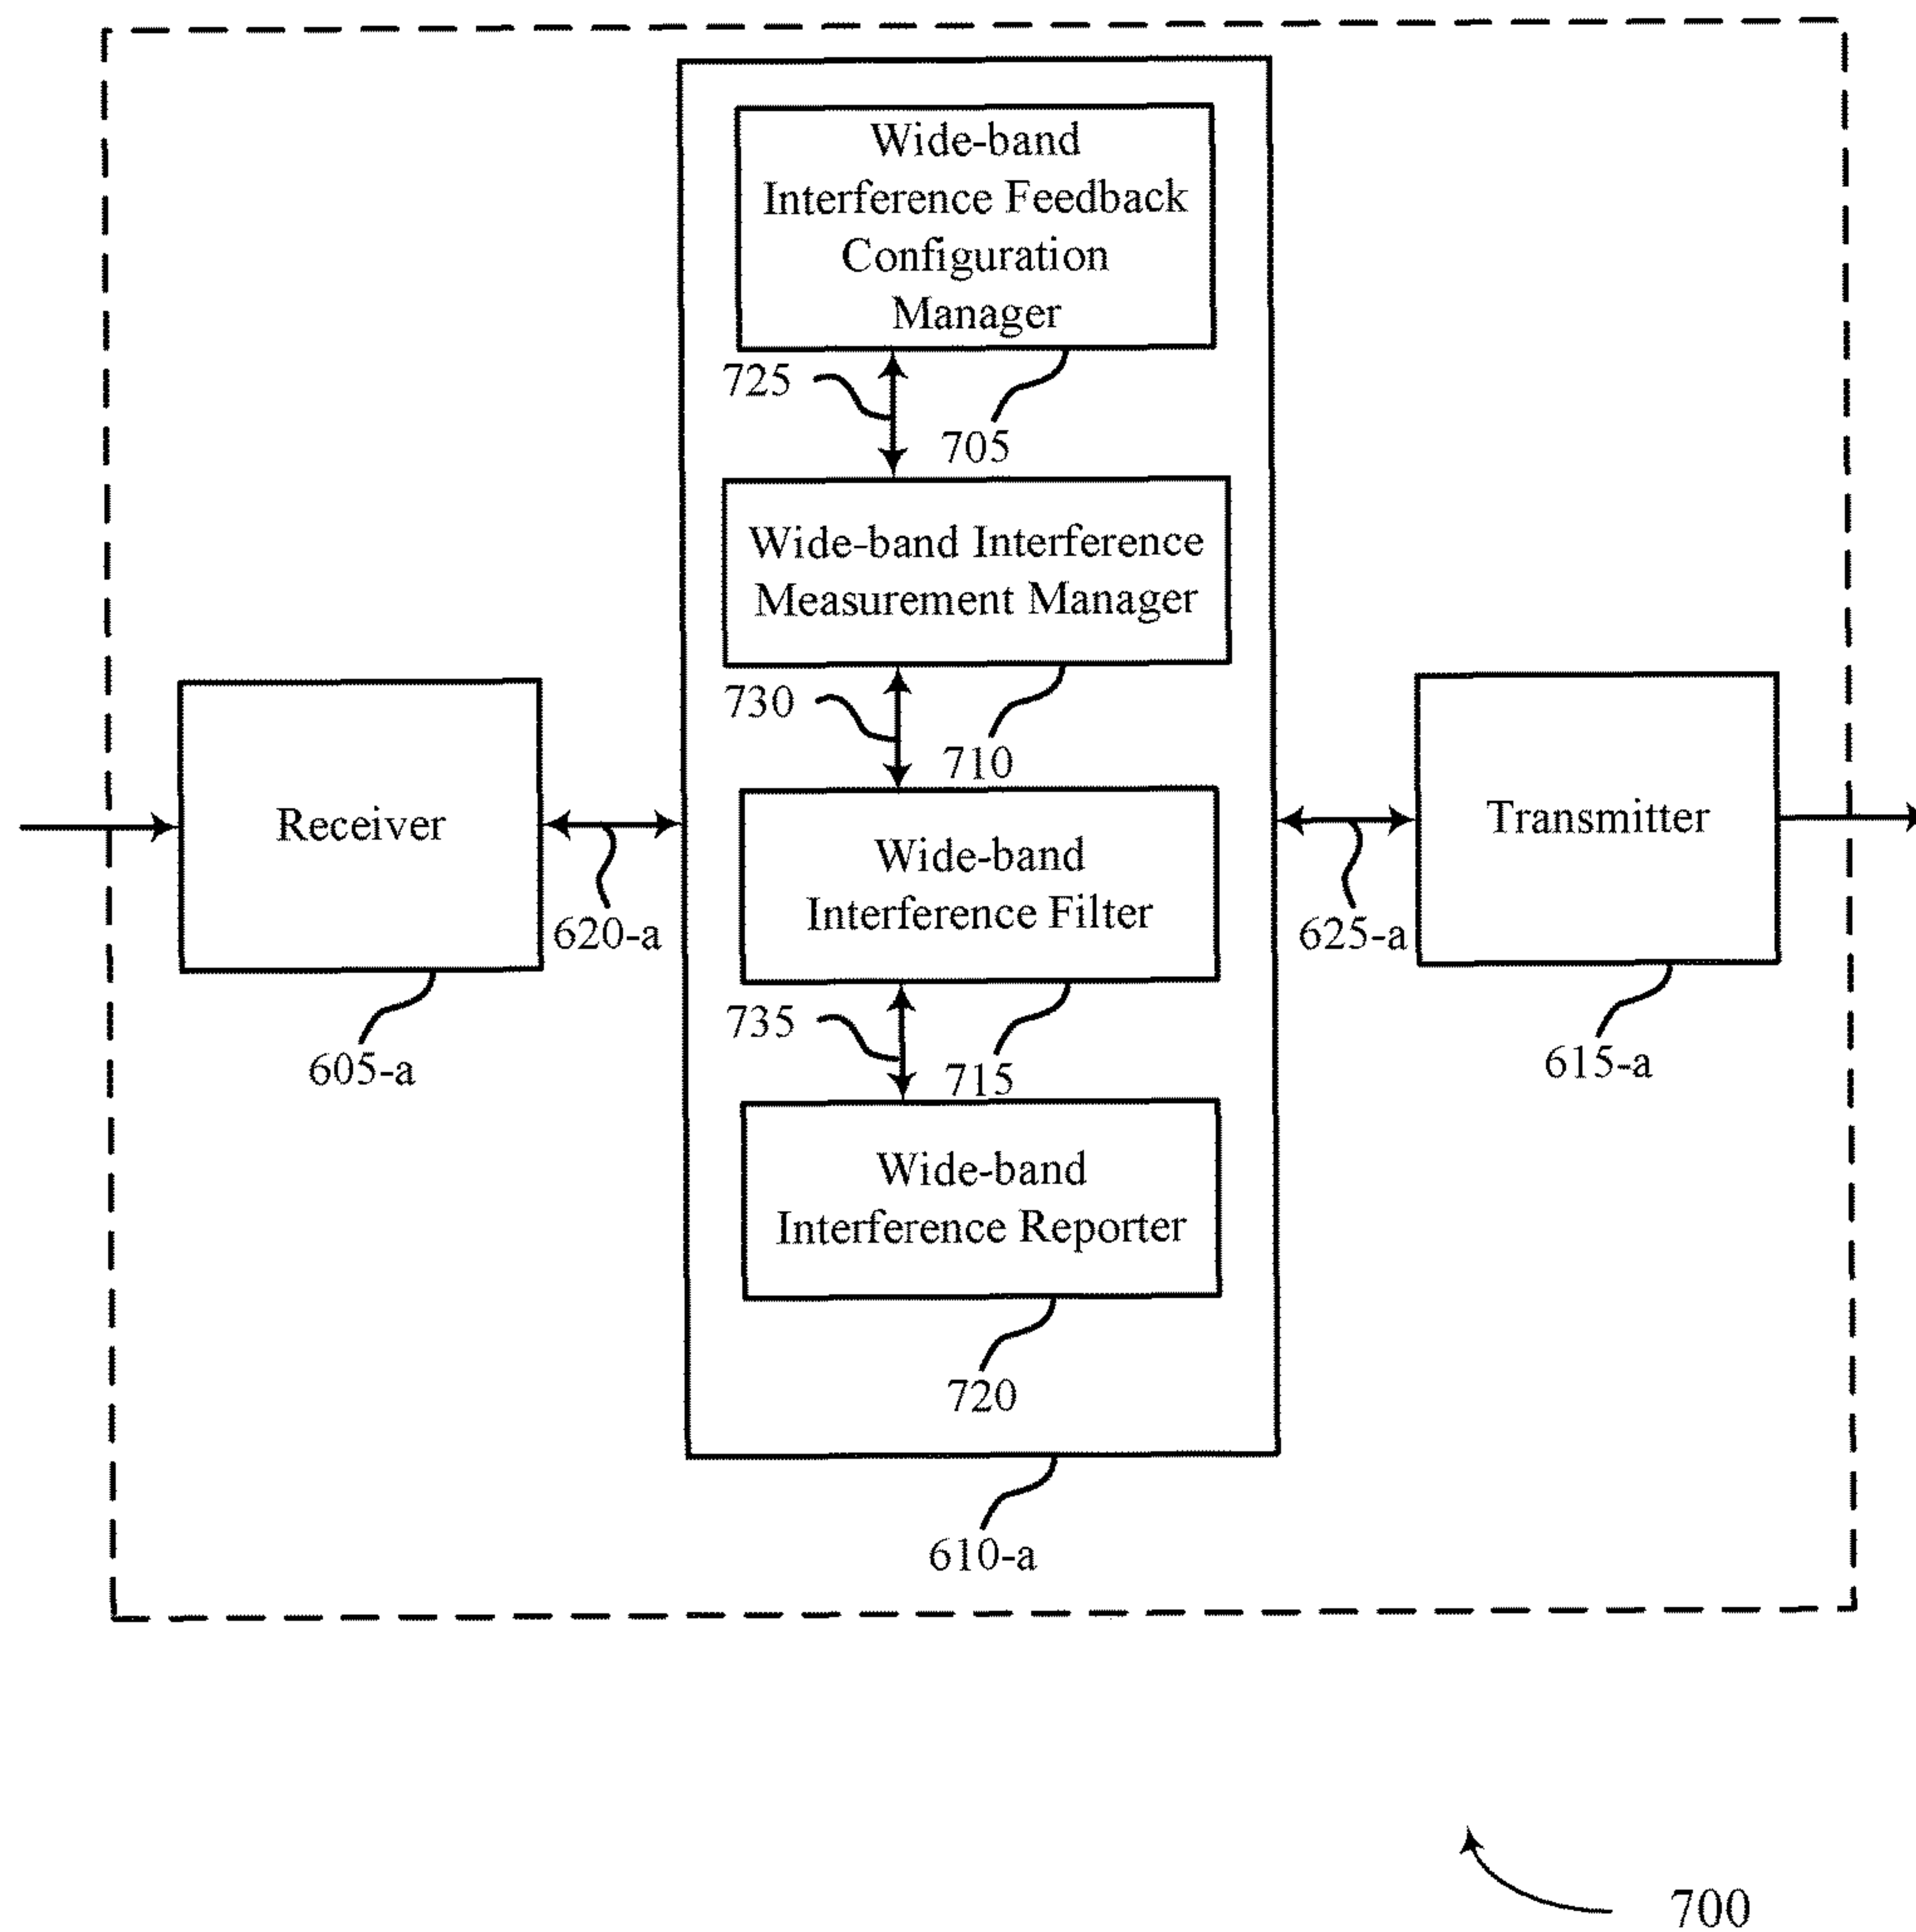 Wide-band
Interference Feedback
Configuration
Manager
725
705
Wide-band Interference
Measurement Manager
730
710
Receiver
Transmitter
Wide-band
Interference Filter
620-a
625-a
735
715
605-a
615-a
Wide-band
Interference Reporter
720
610-a
700